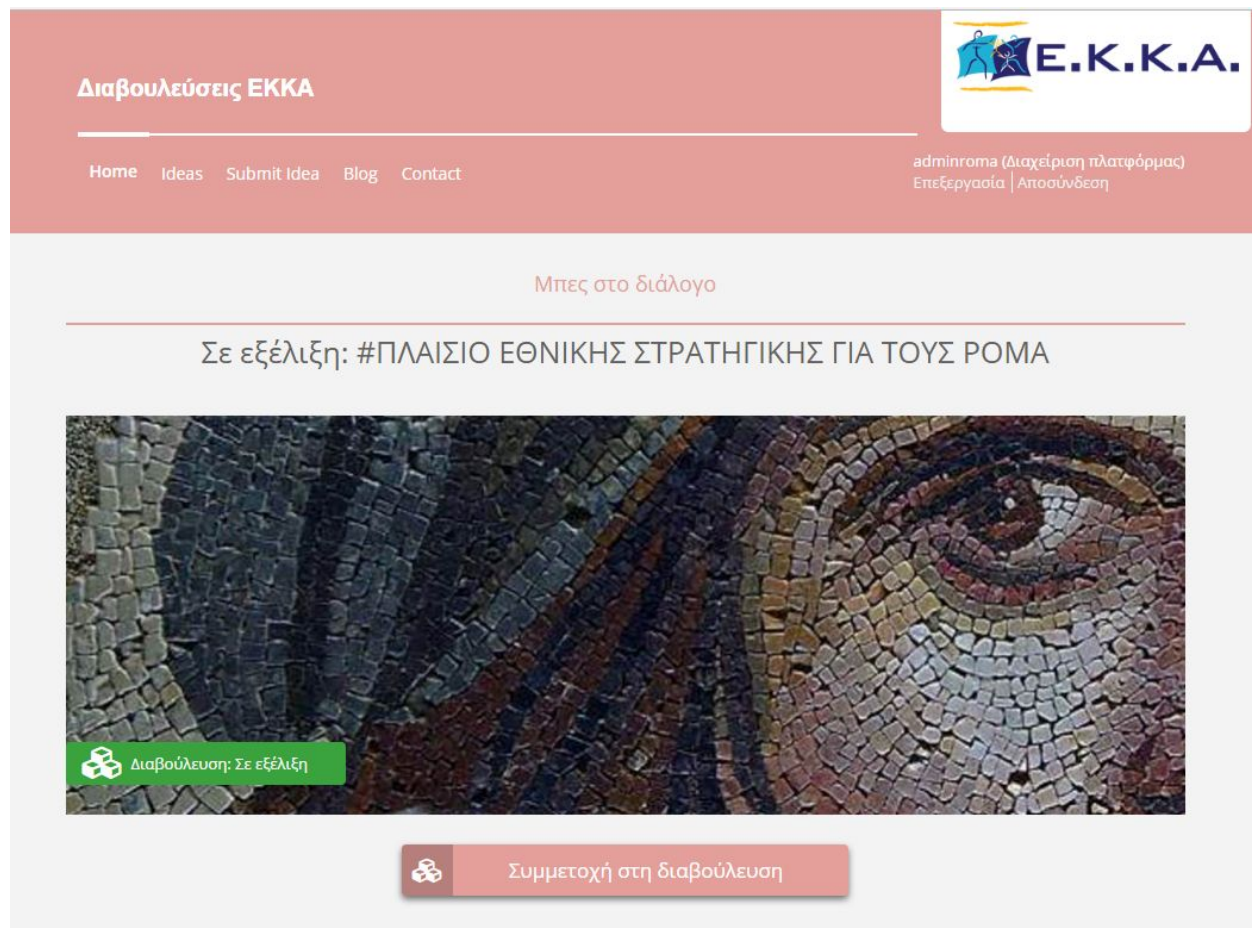 Ε.Κ.Κ.Α.
Διαβουλεύσεις ΕΚΚΑ
Home Ideas Submit Idea Blog Contact
adminroma (Διαχείριση πλατφόρμας)
Επεξεργασία | Αποσύνδεση
Μπες στο διάλογο
Σε εξέλιξη: #ΠΛΑΙΣΙΟ ΕΘΝΙΚΗΣ ΣΤΡΑΤΗΓΙΚΗΣ ΓΙΑ ΤΟΥΣ ΡΟΜΑ
Διαβούλευση: Σε εξέλιξη
Συμμετοχή στη διαβούλευση